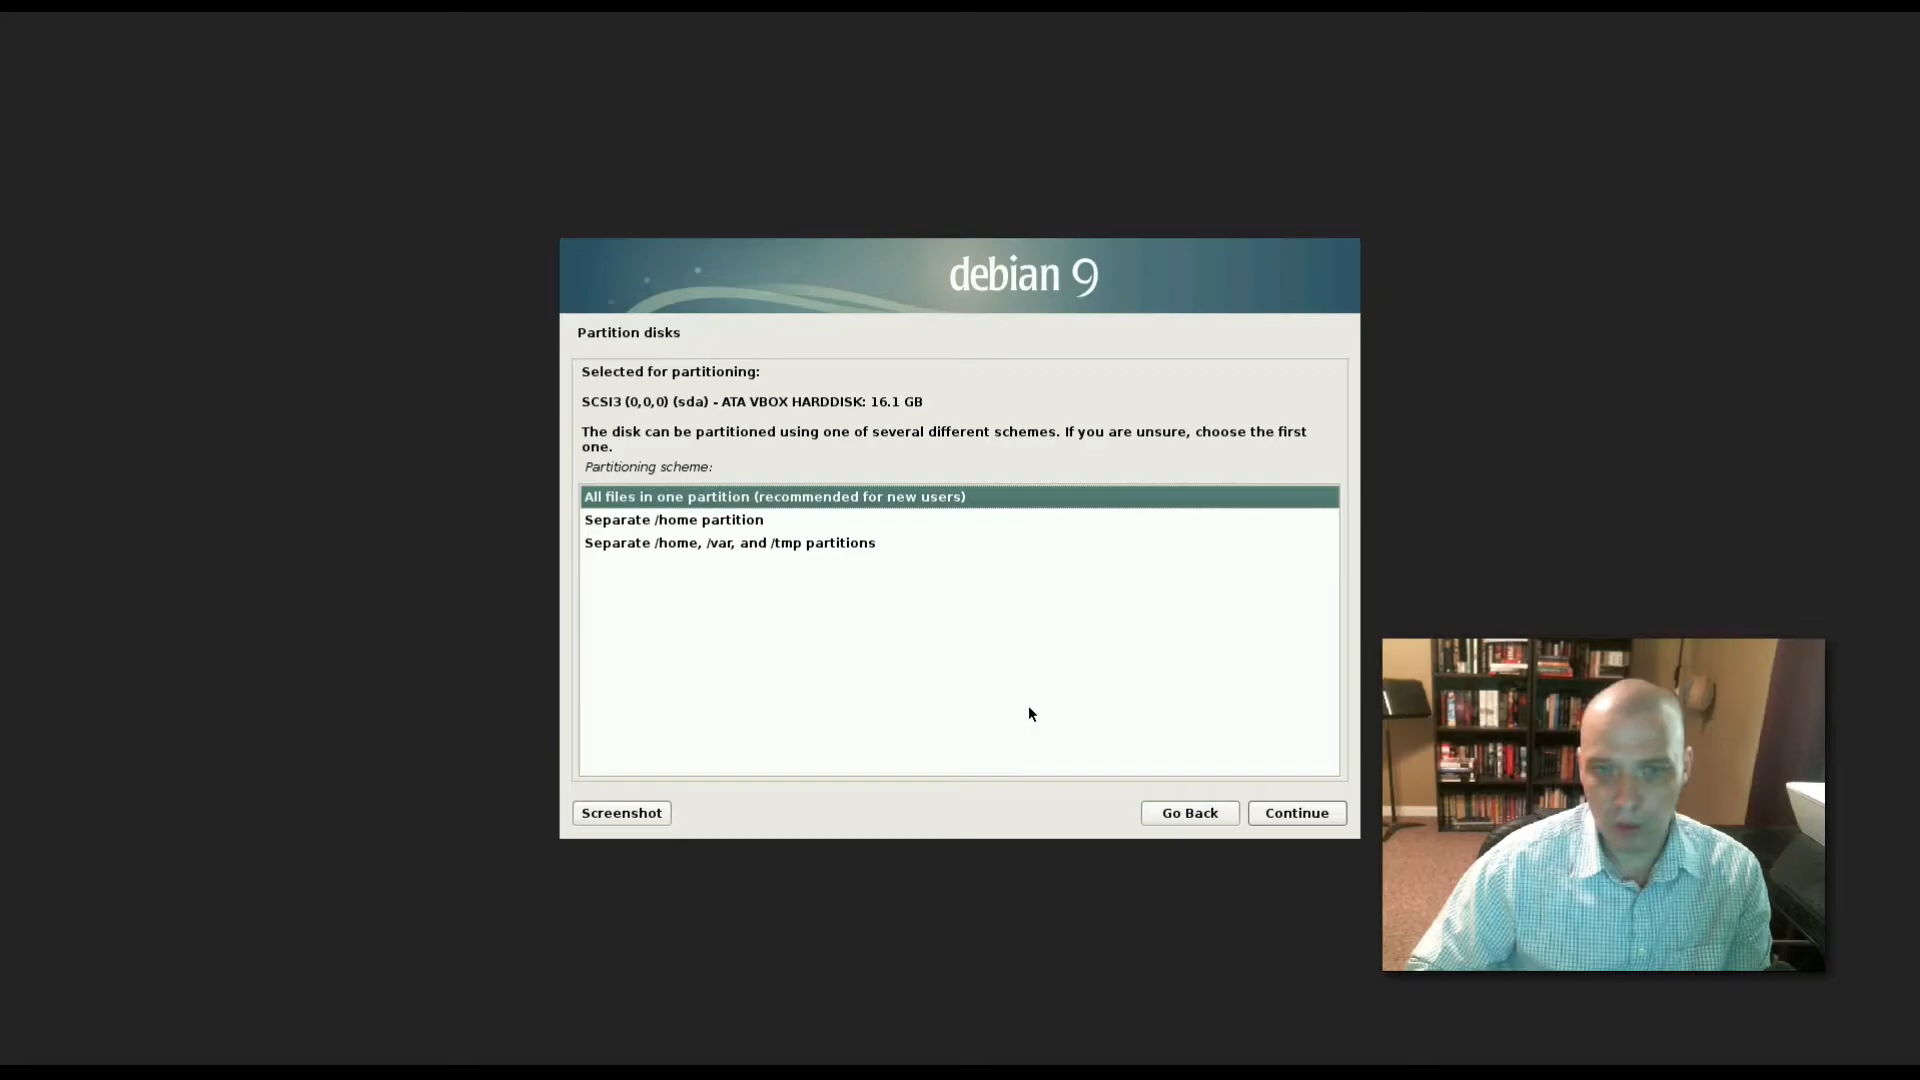 debian 9
Partition disks
Selected for partitioning:
SCSI3 (0,0,0) (sda) - ATA VBOX HARDDISK: 16.1 GB
The disk can be partitioned using one of several different schemes. If you are unsure, choose the first
one.
Partitioning scheme:
All files in one partition (recommended for new users)
Separate /home partition
Separate /home, /var, and /tmp partitions
Screenshot
Go Back
Continue